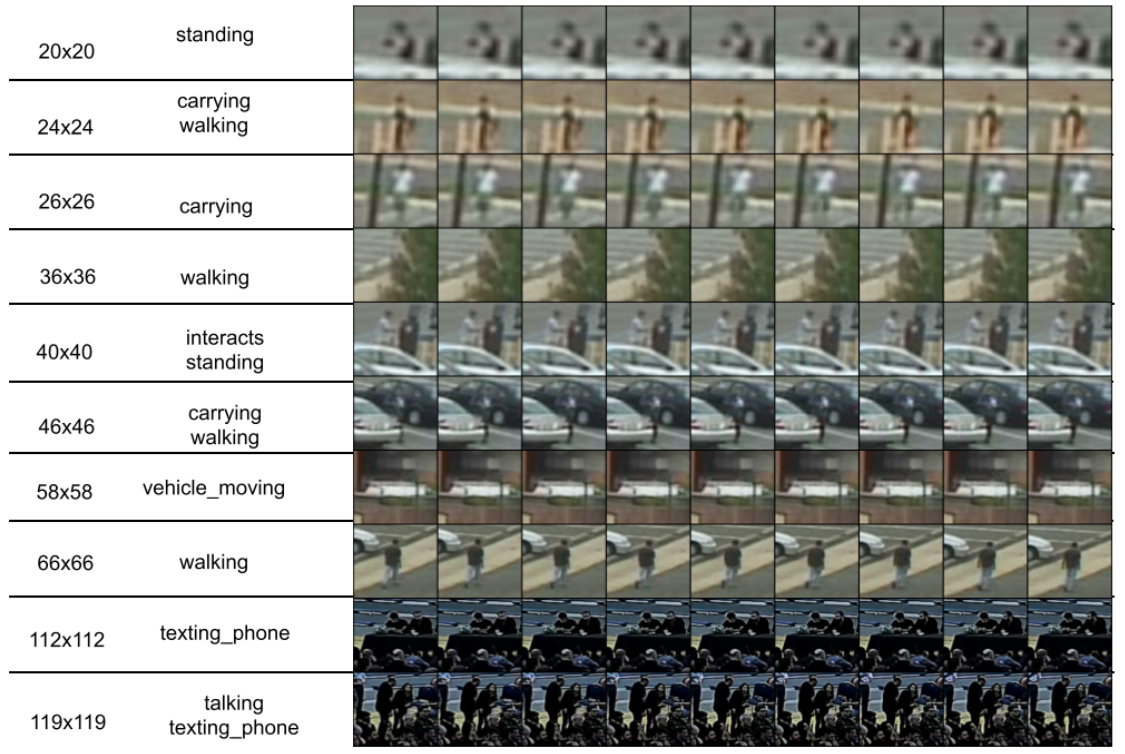 20x20
standing
24x24
carrying
walking
26x26
carrying
36x36
walking
40x40
interacts
standing
46x46
carrying
walking
58x58
vehicle_moving
66x66
walking
112x112
texting_phone
119x119
talking
texting_phone